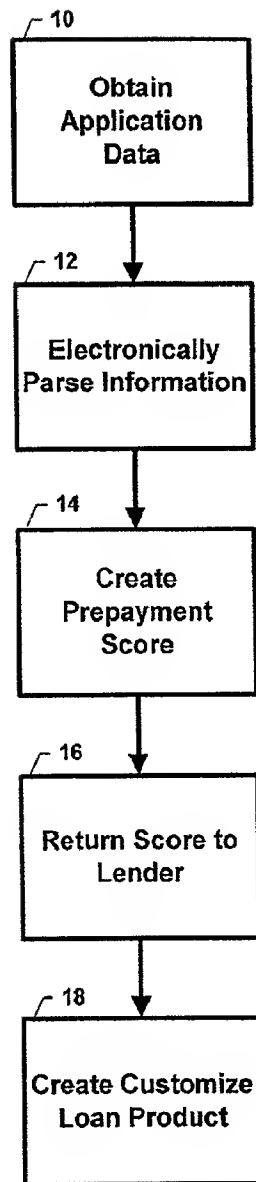 10
Obtain
Application
Data
12
Electronically
Parse Information
14
Create
Prepayment
Score
16
Return Score to
Lender
18
Create Customize
Loan Product